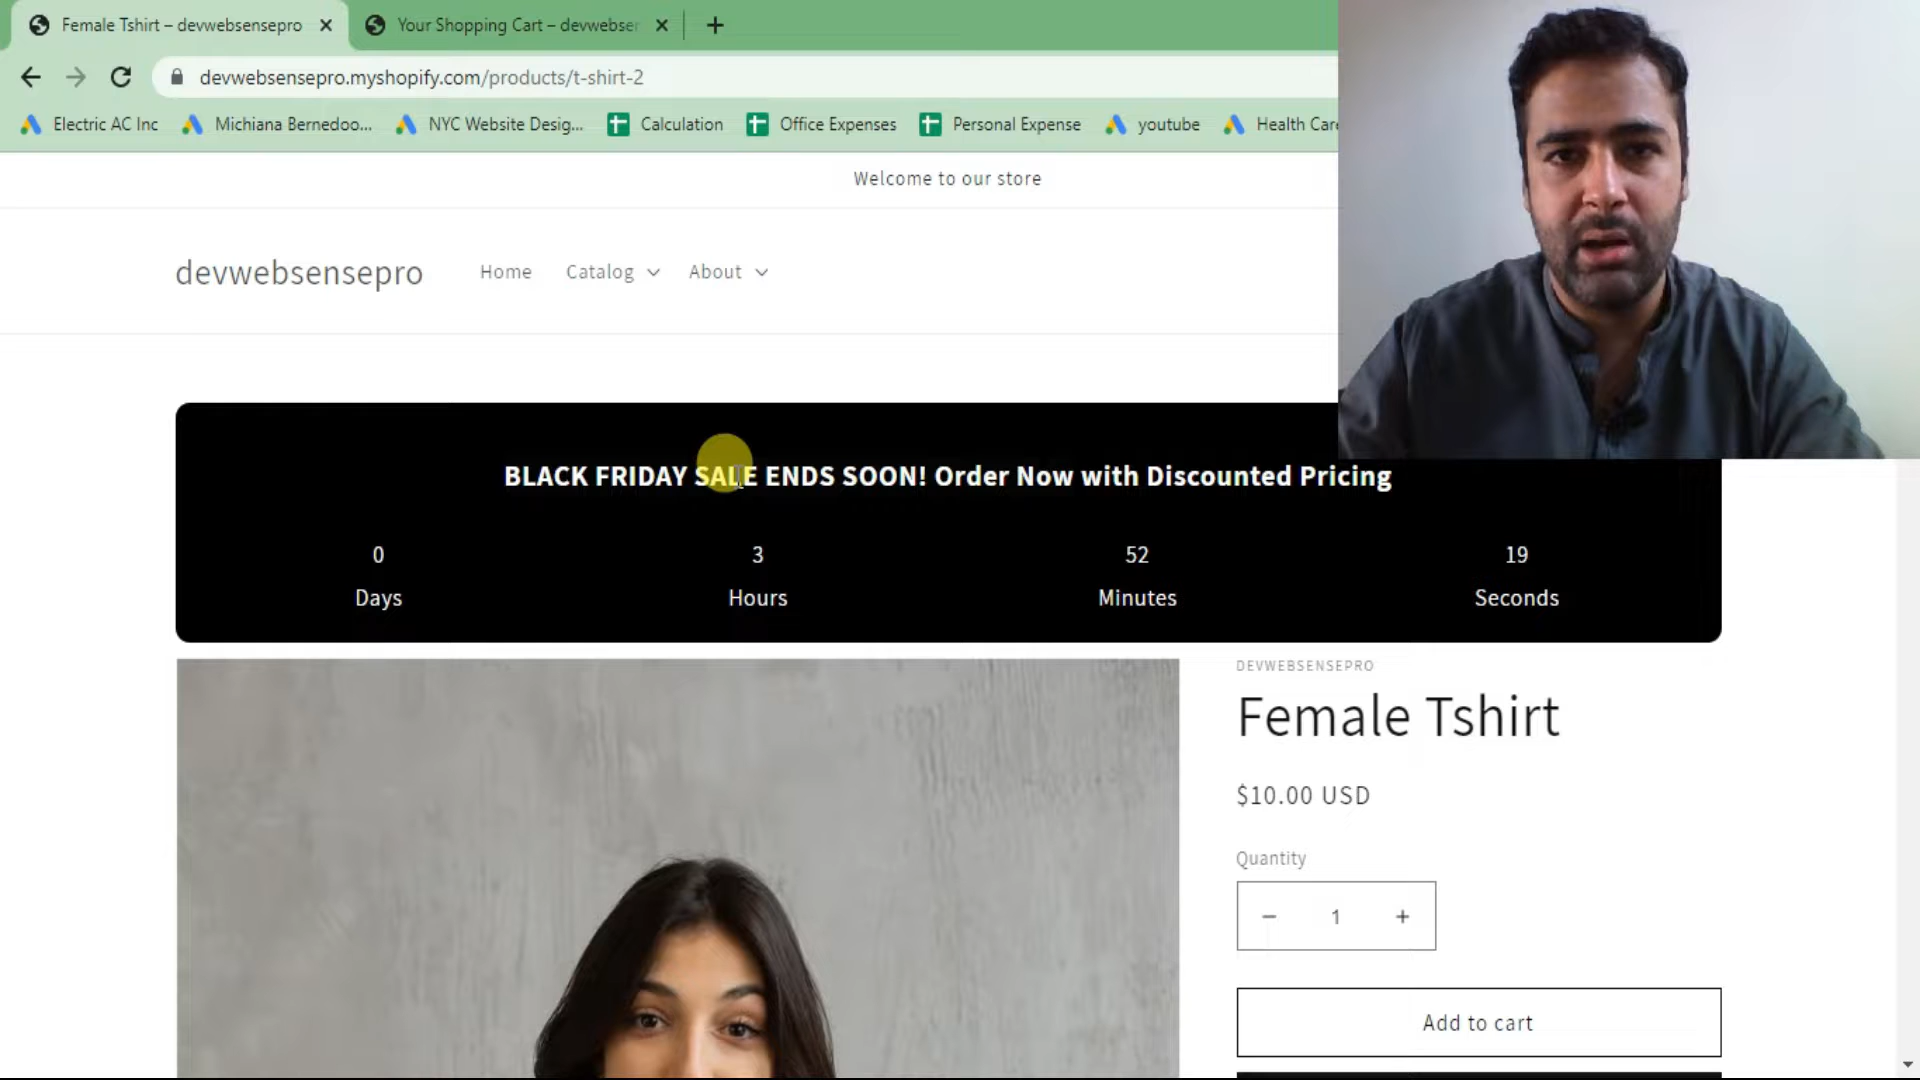 Female Tshirt – devwebsensepro
Your Shopping Cart – devwebser
devwebsensepro.myshopify.com/products/t-shirt-2
Electric AC Inc
Michiana Bernedoo...
NYC Website Desig...
Calculation
Office Expenses
Personal Expense
youtube
Health Care
Welcome to our store
devwebsensepro
Home
Catalog
About
BLACK FRIDAY SALE ENDS SOON! Order Now with Discounted Pricing
0 3 52 19
Days Hours Minutes Seconds
DEVWEBSENSEPRO
Female Tshirt
$10.00 USD
Quantity
− 1 +
Add to cart